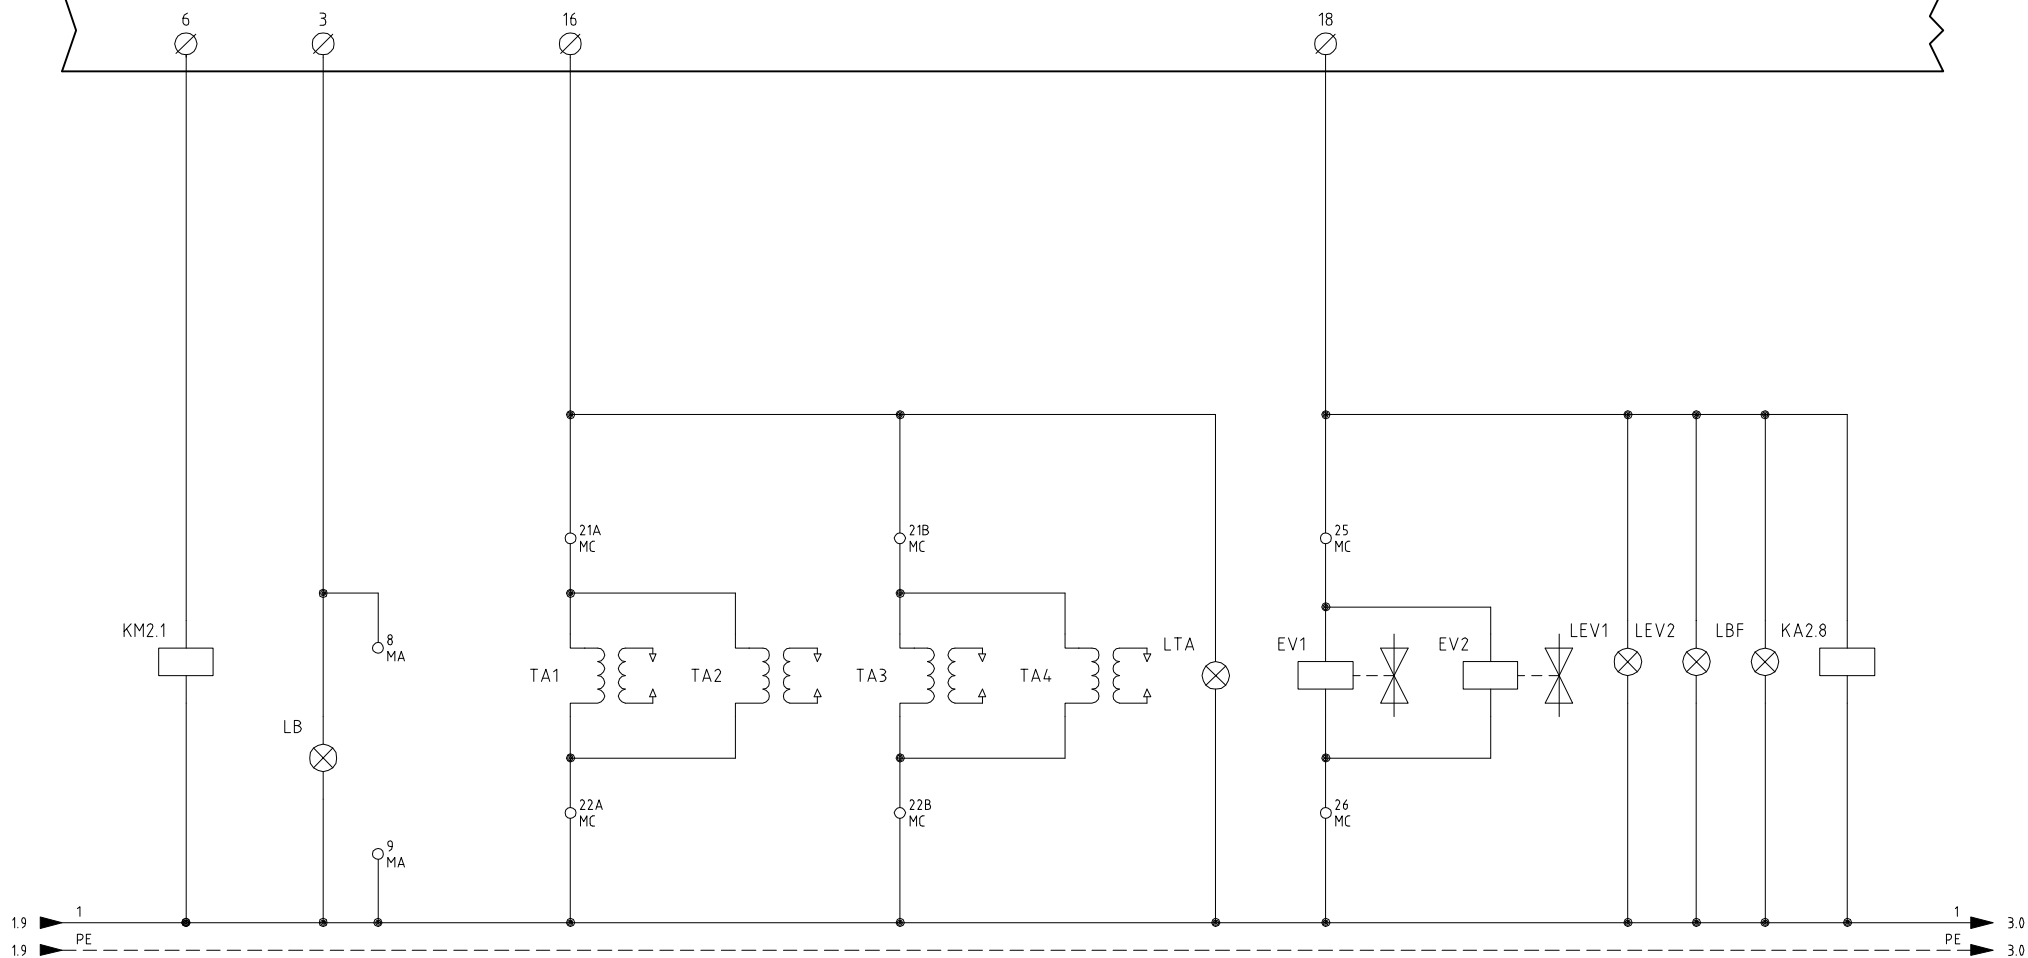 6 3 16 18
21A
MC
21B
MC
25
MC
KM2.1
8
MA
LEV1 LEV2 LBF KA2.8
LTA EV1 EV2
TA1 TA2 TA3 TA4
LB
22A
MC
22B
MC
26
MC
9
MA
1.9 1 1 3.0
1.9 PE PE 3.0